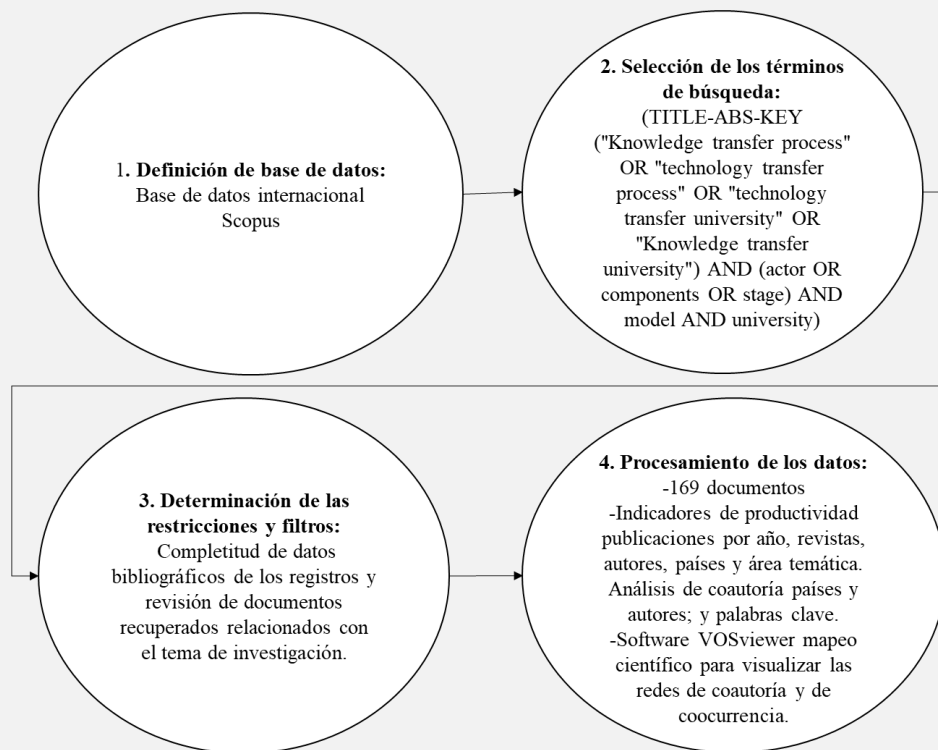 1. Definición de base de datos:
Base de datos internacional
Scopus
2. Selección de los términos
de búsqueda:
(TITLE-ABS-KEY
("Knowledge transfer process"
OR "technology transfer
process" OR "technology
transfer university" OR
"Knowledge transfer
university") AND (actor OR
components OR stage) AND
model AND university)
3. Determinación de las
restricciones y filtros:
Completitud de datos
bibliográficos de los registros y
revisión de documentos
recuperados relacionados con
el tema de investigación.
4. Procesamiento de los datos:
-169 documentos
-Indicadores de productividad
publicaciones por año, revistas,
autores, países y área temática.
Análisis de coautoría países y
autores; y palabras clave.
-Software VOSviewer mapeo
científico para visualizar las
redes de coautoría y de
coocurrencia.